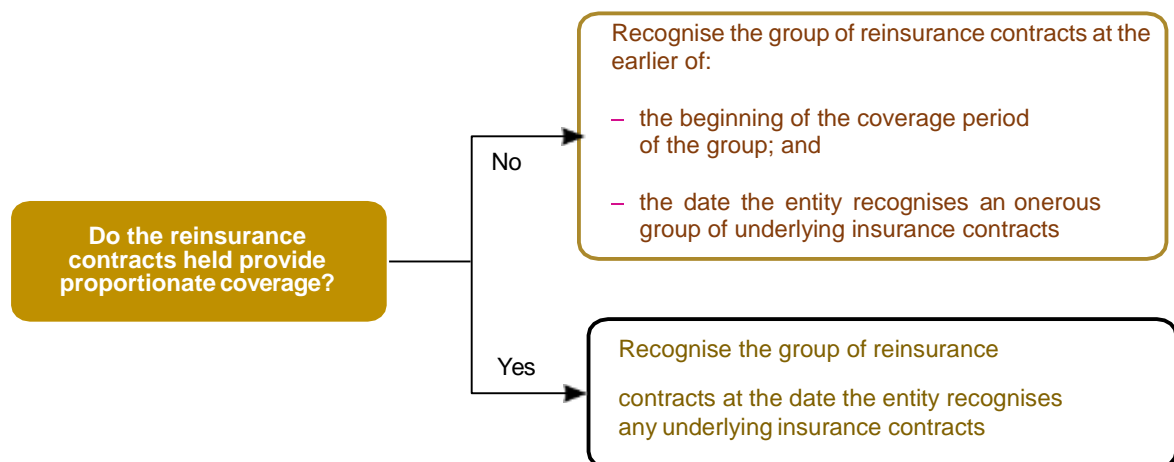 Recognise the group of reinsurance contracts at the
earlier of:
– the beginning of the coverage period
of the group; and
No
– the date the entity recognises an onerous
group of underlying insurance contracts
Do the reinsurance
contracts held provide
proportionate coverage?
Yes
Recognise the group of reinsurance
contracts at the date the entity recognises
any underlying insurance contracts